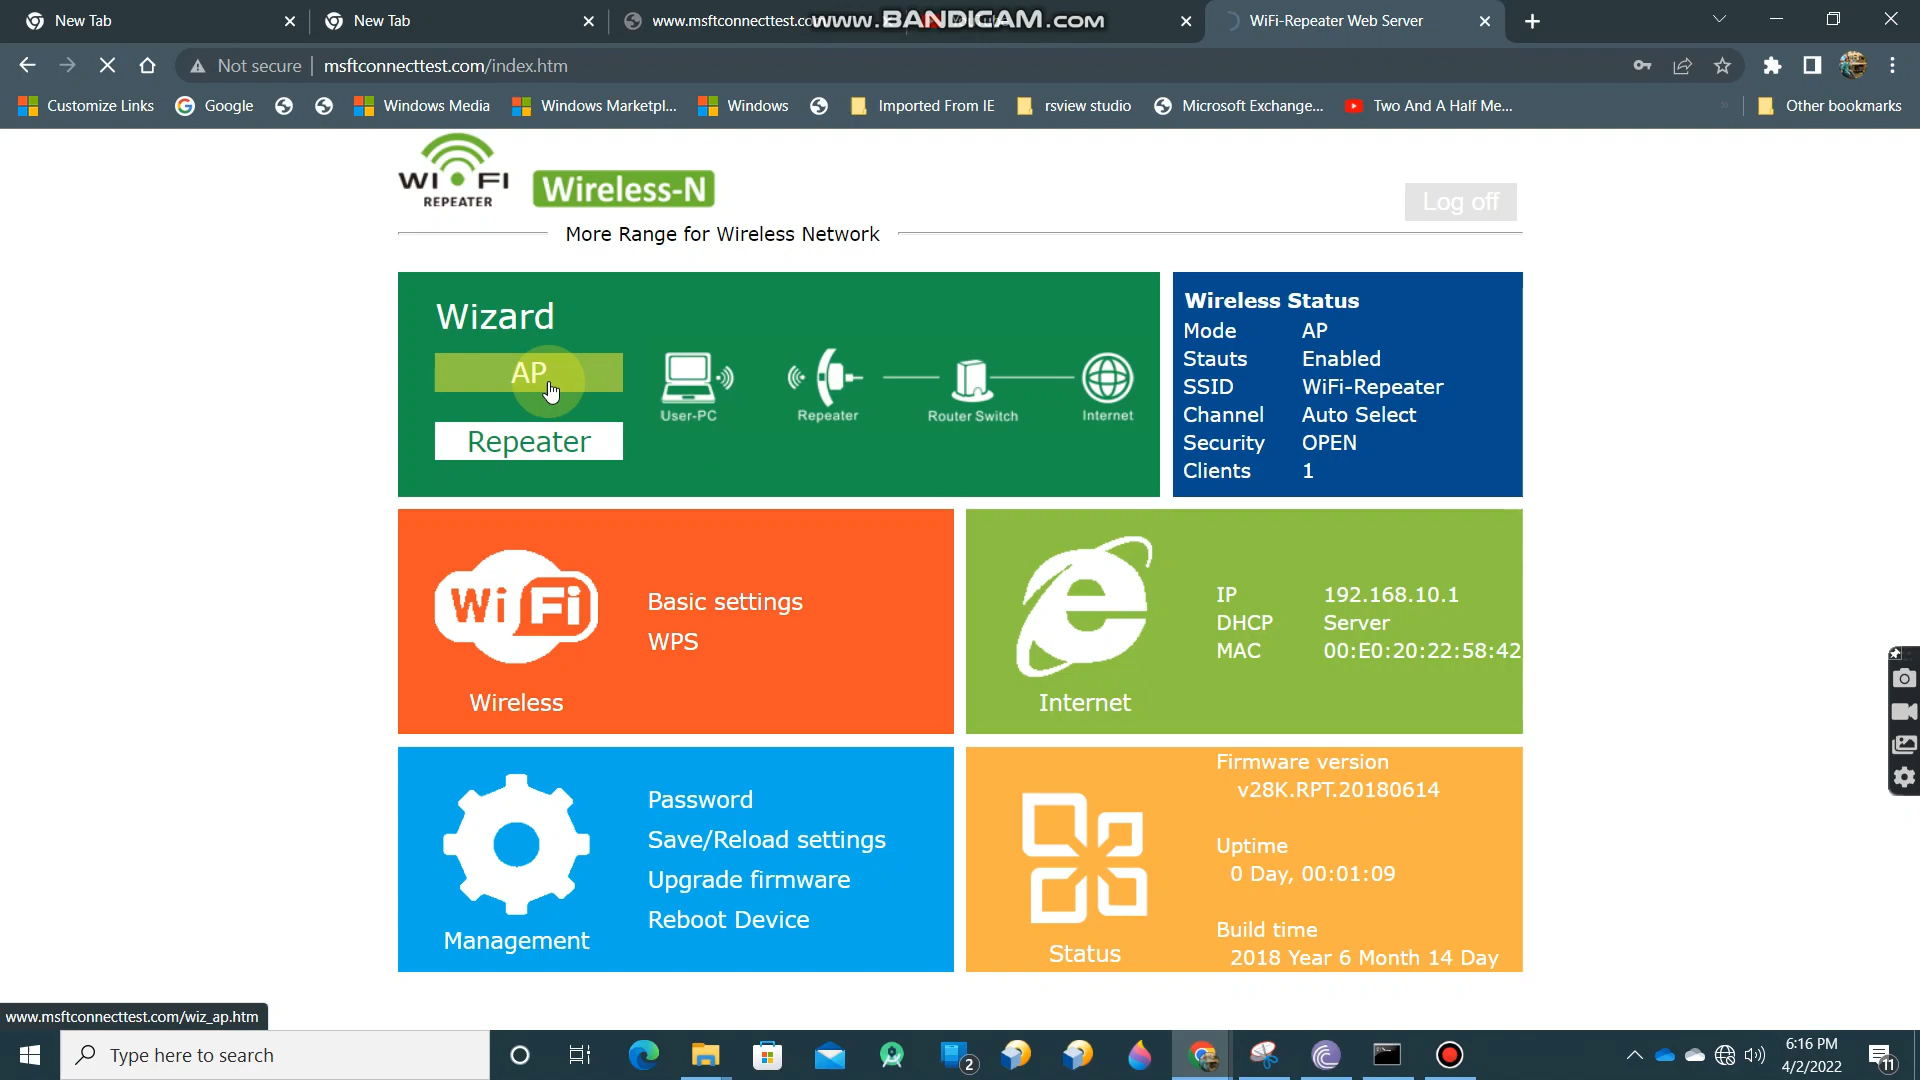 New Tab
New Tab
www.msftconnecttest.co
www.BANDICAM.com
WiFi-Repeater Web Server
Not secure
msftconnecttest.com/index.htm
Customize Links
Google
Windows Media
Windows Marketpl...
Windows
Imported From IE
rsview studio
Microsoft Exchange...
Two And A Half Me...
»
Other bookmarks
WI-FI
REPEATER
Wireless-N
Log off
More Range for Wireless Network
Wizard
AP
Repeater
User-PC
Repeater
Router Switch
Internet
Wireless Status
Mode AP
Stauts Enabled
SSID WiFi-Repeater
Channel Auto Select
Security OPEN
Clients 1
WiFi
Wireless
Basic settings
WPS
Internet
IP 192.168.10.1
DHCP Server
MAC 00:E0:20:22:58:42
Management
Password
Save/Reload settings
Upgrade firmware
Reboot Device
Status
Firmware version
v28K.RPT.20180614
Uptime
0 Day, 00:01:09
Build time
2018 Year 6 Month 14 Day
www.msftconnecttest.com/wiz_ap.htm
Type here to search
2
6:16 PM
4/2/2022
11